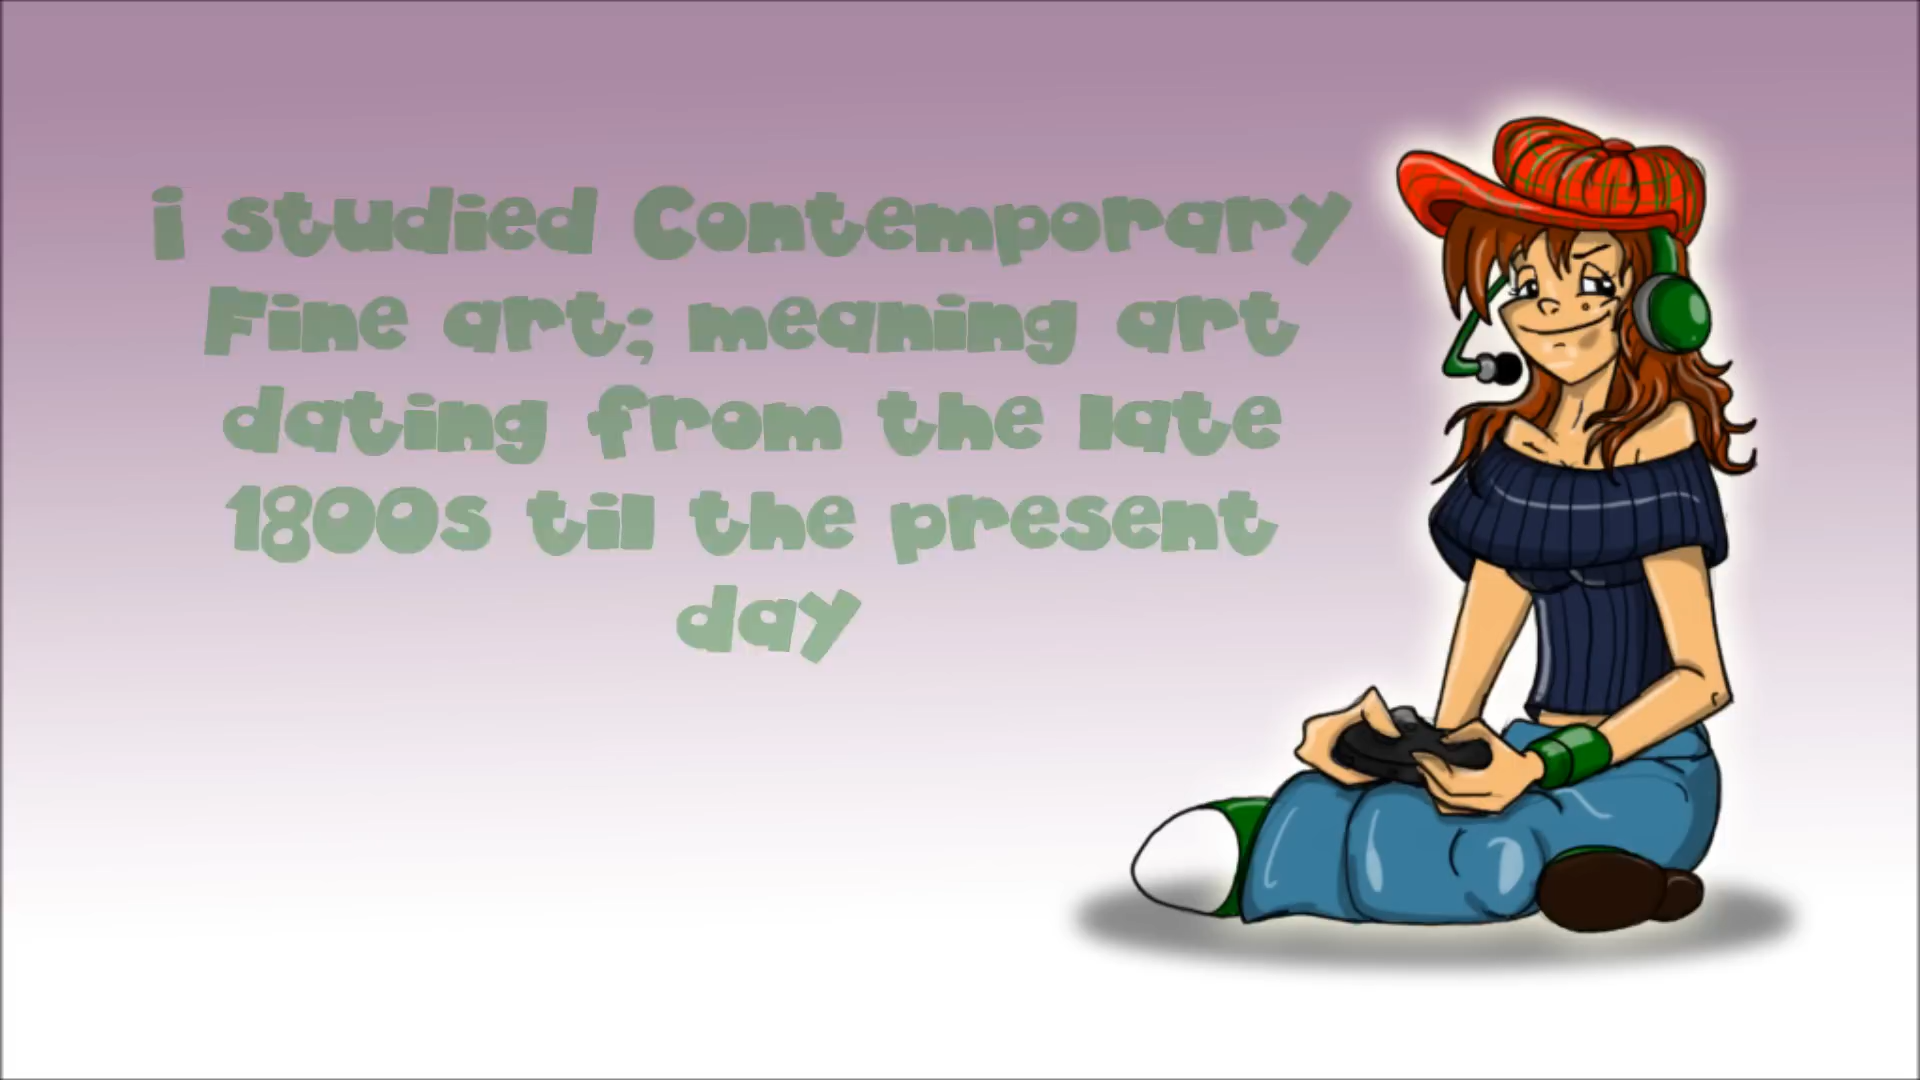 i studied Contemporary
Fine art; meaning art
dating from the late
1800s til the present
day